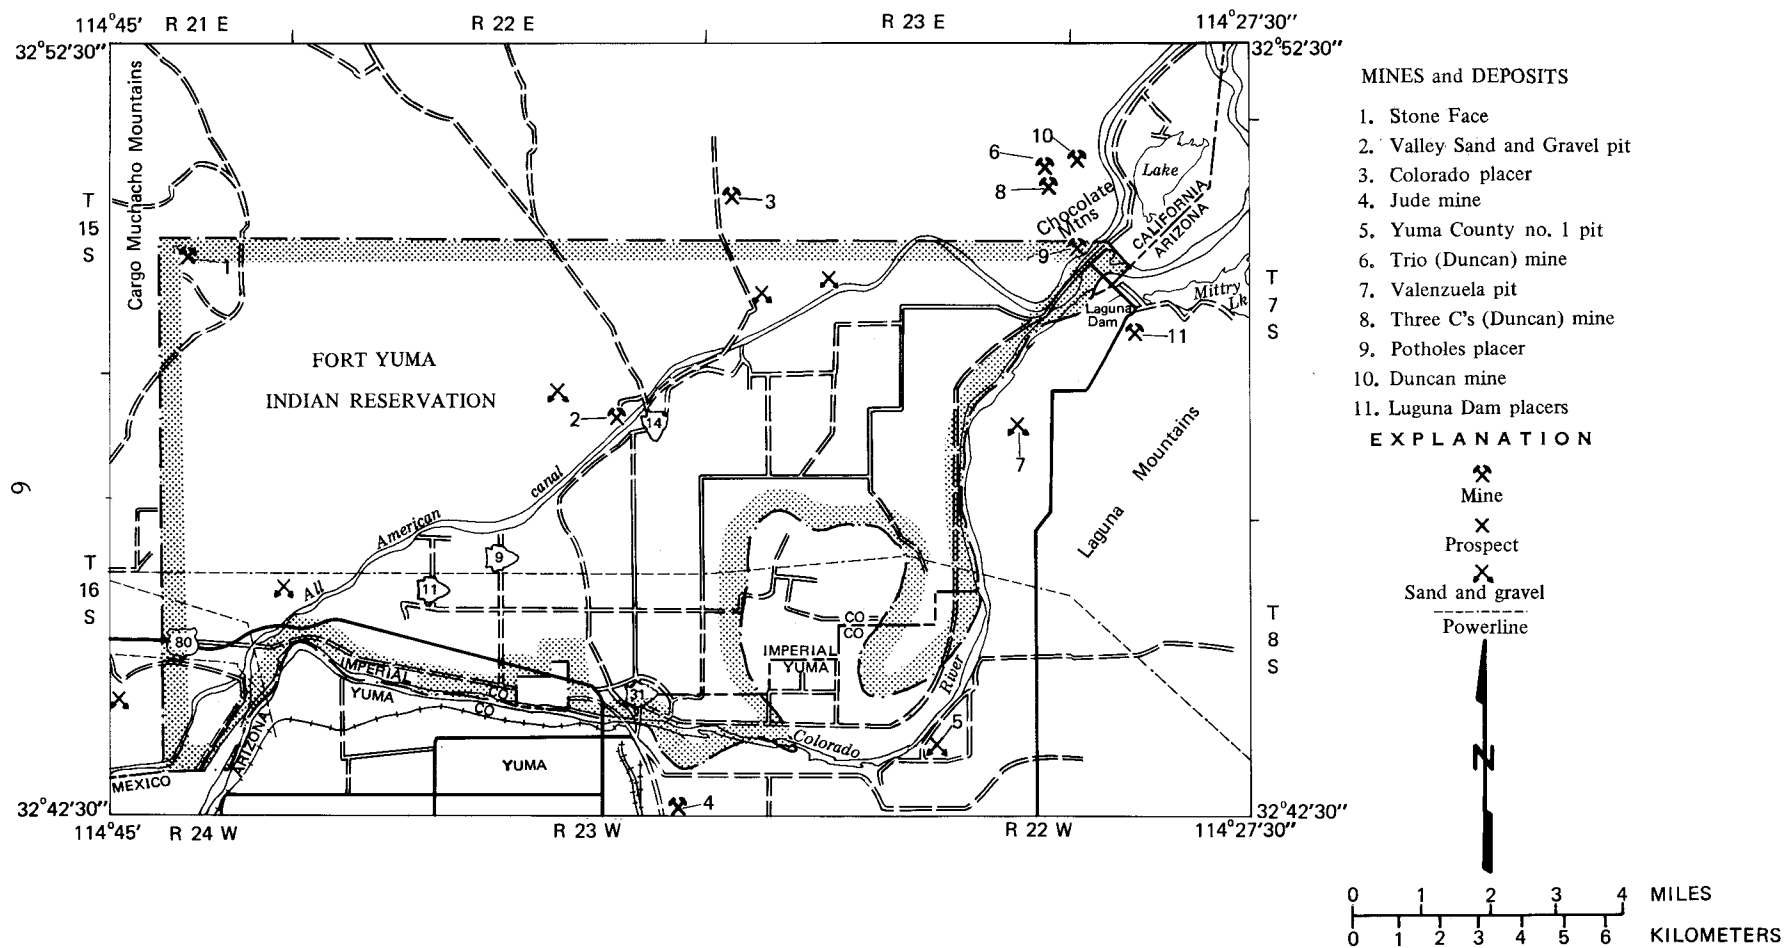 114°45' R 21 E R 22 E R 23 E 114°27'30"
32°52'30" 32°52'30"
Cargo Muchacho Mountains
T
15
S
MINES and DEPOSITS
1. Stone Face
2. Valley Sand and Gravel pit
3. Colorado placer
4. Jude mine
5. Yuma County no. 1 pit
6. Trio (Duncan) mine
7. Valenzuela pit
8. Three C's (Duncan) mine
9. Potholes placer
10. Duncan mine
11. Luguna Dam placers
EXPLANATION
Mine
Prospect
Sand and gravel
Powerline
N
0 1 2 3 4 MILES
0 1 2 3 4 5 6 KILOMETERS
10
6
8
3
Lake
Chocolate
Mtns
CALIFORNIA
ARIZONA
9
1
Mittry
Lk
Laguna
Dam
11
T
7
S
FORT YUMA
INDIAN RESERVATION
2
14
7
Laguna Mountains
canal
American
All
9
11
6
T
16
S
80
CO
CO
IMPERIAL
YUMA
IMPERIAL
YUMA
CO
CO
31
River
5
Colorado
T
8
S
ARIZONA
MEXICO
YUMA
4
32°42'30" 32°42'30"
114°45' R 24 W R 23 W R 22 W 114°27'30"